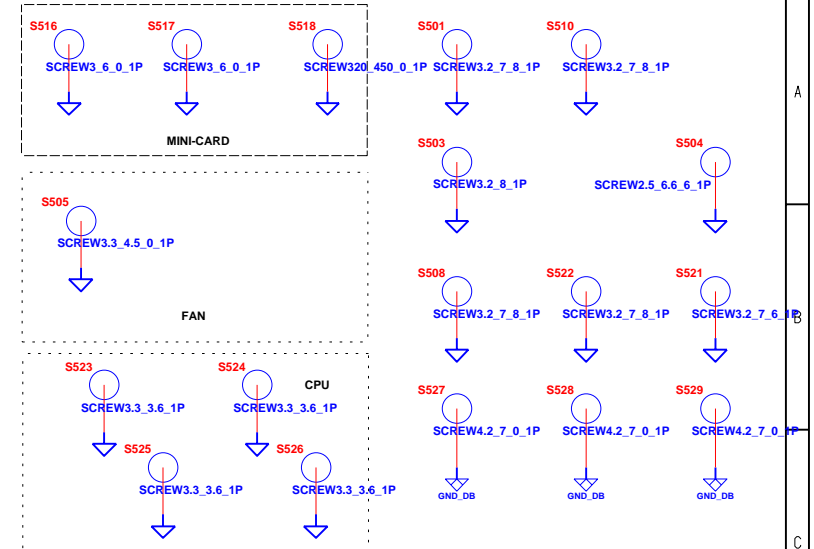 S516 S517 S518 S501 S510
SCREW3_6_0_1P SCREW3_6_0_1P SCREW320_450_0_1P SCREW3.2_7_8_1P SCREW3.2_7_8_1P
A
MINI-CARD
S503 S504
SCREW3.2_8_1P SCREW2.5_6.6_6_1P
S505
SCREW3.3_4.5_0_1P
S508 S522 S521
SCREW3.2_7_8_1P SCREW3.2_7_8_1P SCREW3.2_7_6_1P
FAN
B
S523 S524
CPU
S527 S528 S529
SCREW3.3_3.6_1P SCREW3.3_3.6_1P
SCREW4.2_7_0_1P SCREW4.2_7_0_1P SCREW4.2_7_0_1P
S525 S526
SCREW3.3_3.6_1P SCREW3.3_3.6_1P
GND_DB GND_DB GND_DB
C